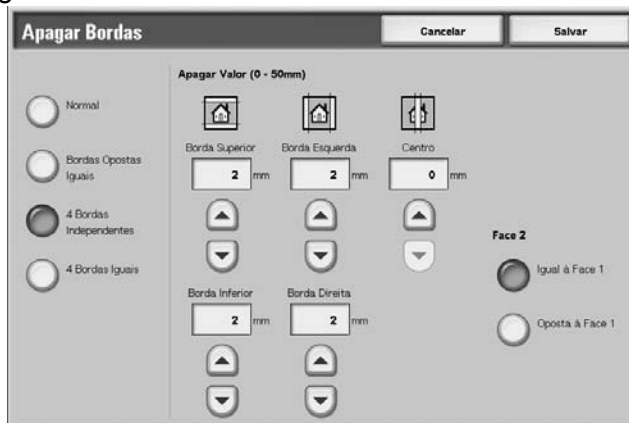 Apagar Bordas
Cancelar
Salvar
Apagar Valor (0 - 50mm)
Normal
Bordas Opostas
Iguais
4 Bordas
Independentes
4 Bordas Iguais
Borda Superior
Borda Esquerda
Centro
2 mm
2 mm
0 mm
Borda Inferior
Borda Direita
2 mm
2 mm
Face 2
Igual à Face 1
Oposta à Face 1